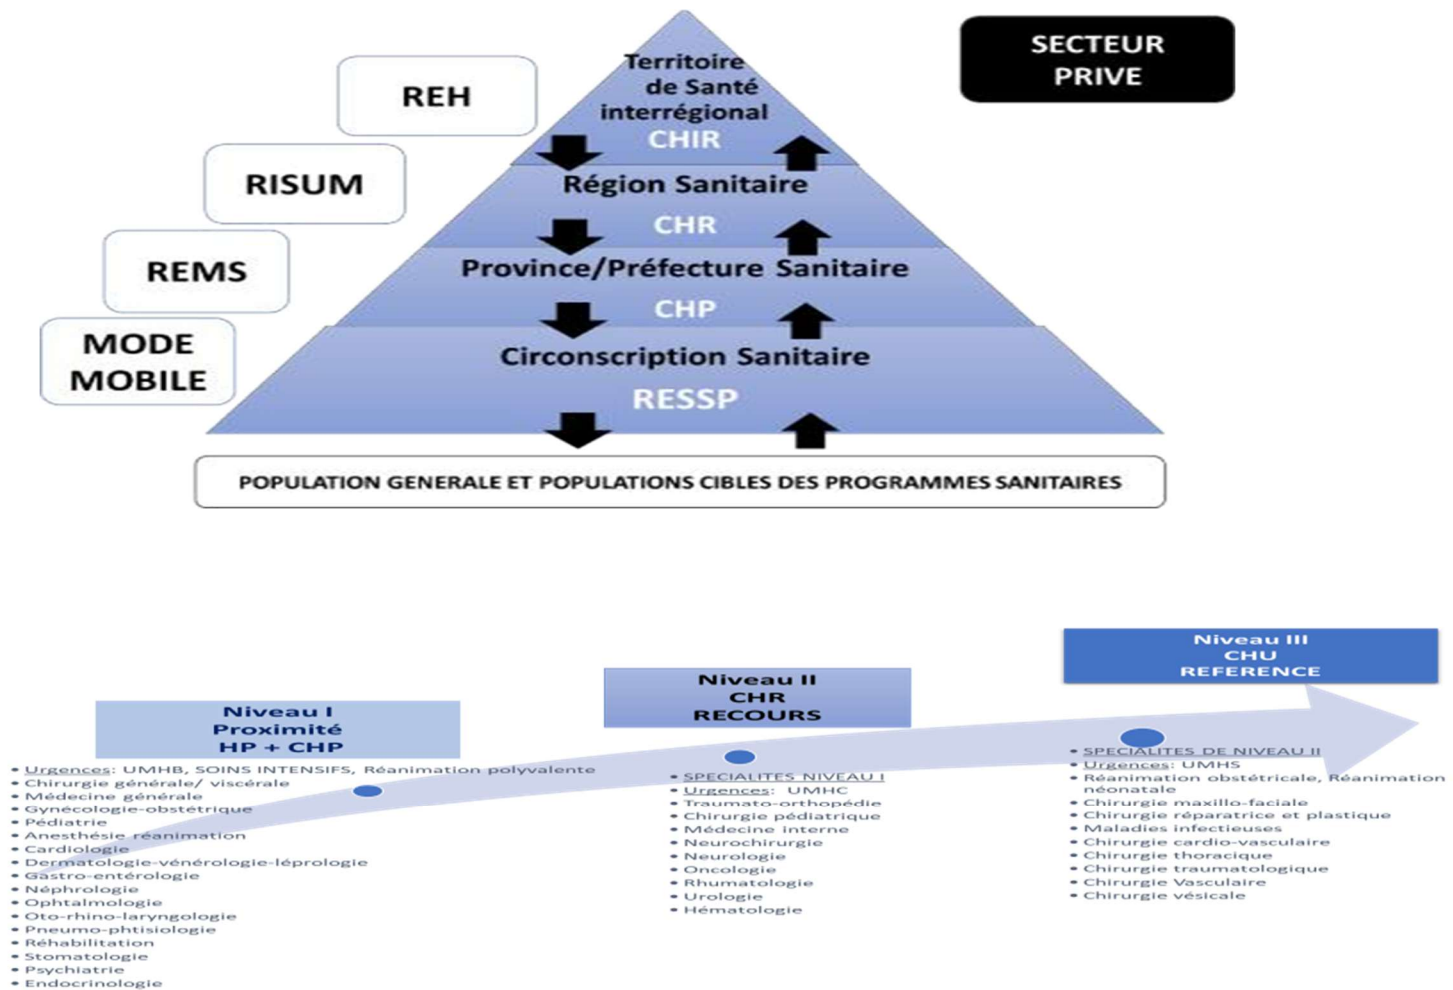 SECTEUR
PRIVE
REH
Territoire
de Santé
interrégional
CHIR
RISUM
Région Sanitaire
CHR
REMS
Province/Préfecture Sanitaire
CHP
MODE
MOBILE
Circonscription Sanitaire
RESSP
POPULATION GENERALE ET POPULATIONS CIBLES DES PROGRAMMES SANITAIRES
Niveau I
Proximité
HP + CHP
• Urgences: UMHB, SOINS INTENSIFS, Réanimation polyvalente
• Chirurgie générale/ viscérale
• Médecine générale
• Gynécologie-obstétrique
• Pédiatrie
• Anesthésie réanimation
• Cardiologie
• Dermatologie-vénérologie-léprologie
• Gastro-entérologie
• Néphrologie
• Ophtalmologie
• Oto-rhino-laryngologie
• Pneumo-phtisiologie
• Réhabilitation
• Stomatologie
• Psychiatrie
• Endocrinologie
Niveau II
CHR
RECOURS
• SPECIALITES NIVEAU I
• Urgences: UMHC
• Traumato-orthopédie
• Chirurgie pédiatrique
• Médecine interne
• Neurochirurgie
• Neurologie
• Oncologie
• Rhumatologie
• Urologie
• Hématologie
Niveau III
CHU
REFERENCE
• SPECIALITES DE NIVEAU II
• Urgences: UMHS
• Réanimation obstétricale, Réanimation
néonatale
• Chirurgie maxillo-faciale
• Chirurgie réparatrice et plastique
• Maladies infectieuses
• Chirurgie cardio-vasculaire
• Chirurgie thoracique
• Chirurgie traumatologique
• Chirurgie Vasculaire
• Chirurgie vésicale